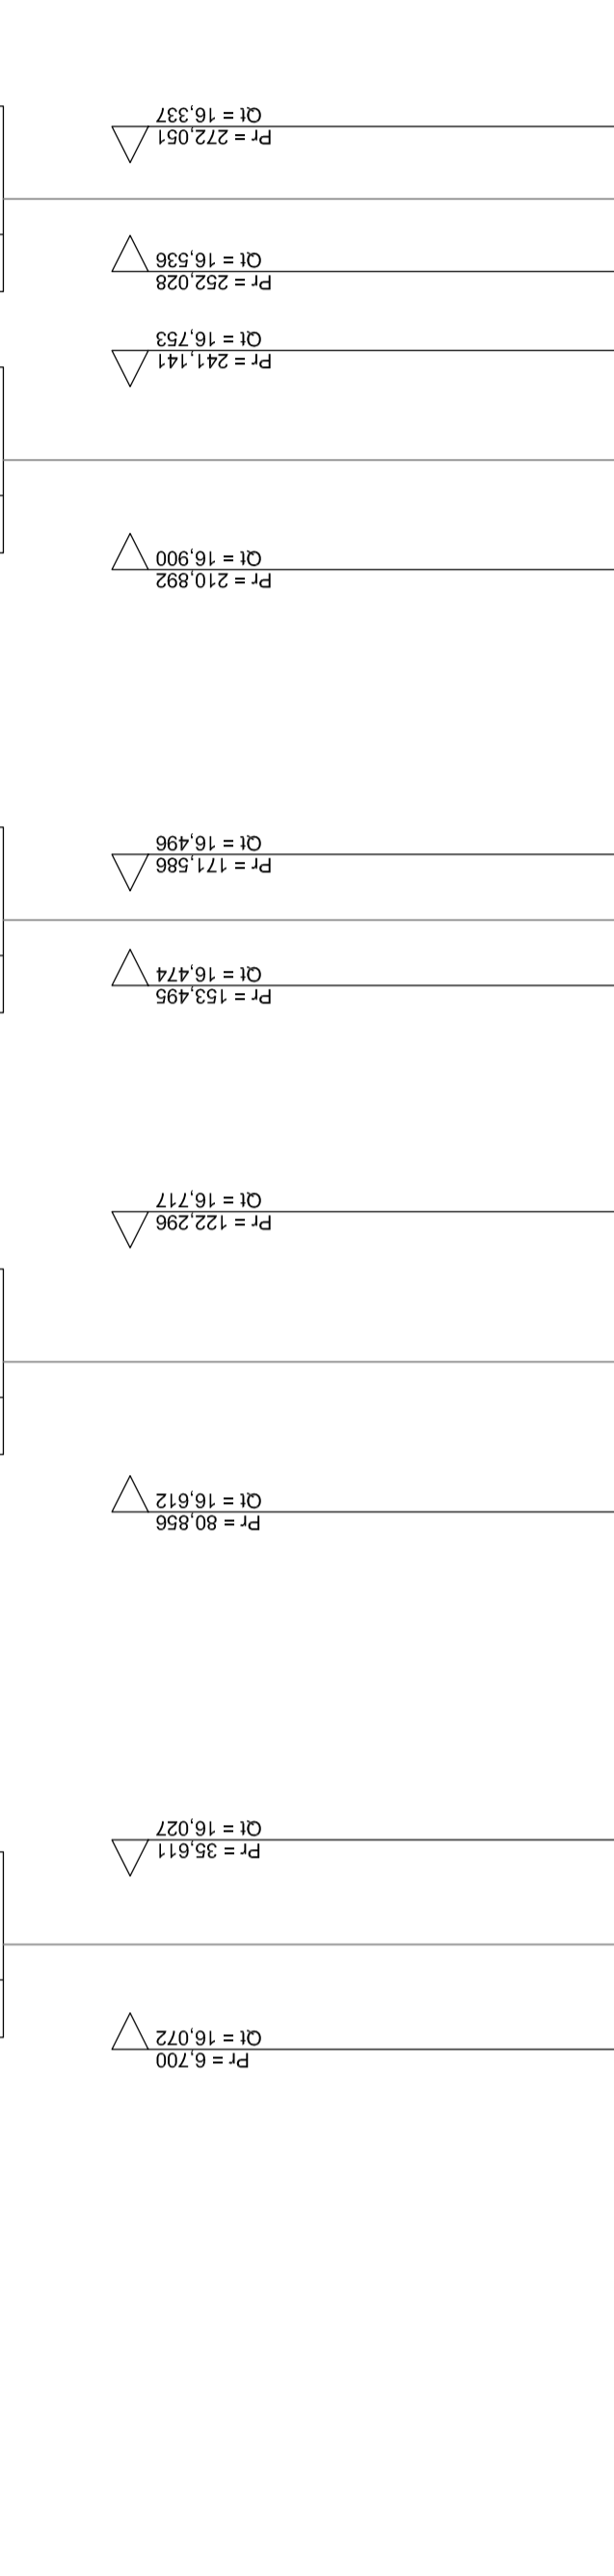 Pr = 6,700
Qt = 16,072
Pr = 35,611
Qt = 16,027
Pr = 80,856
Qt = 16,612
Pr = 122,296
Qt = 16,717
Pr = 153,495
Qt = 16,474
Pr = 171,586
Qt = 16,496
Pr = 210,892
Qt = 16,900
Pr = 241,141
Qt = 16,753
Pr = 252,028
Qt = 16,536
Pr = 272,051
Qt = 16,337